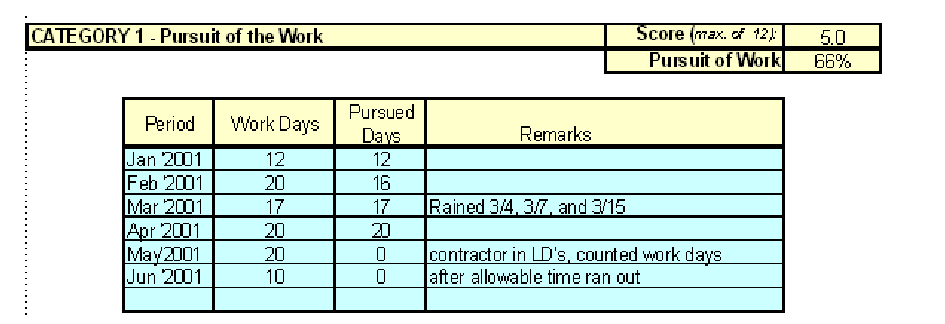 CATEGORY 1 - Pursuit of the Work Score (max. of 12): 5.0
Pursuit of Work 66%
Period Work Days Pursued Days Remarks
Jan '2001 12 12
Feb '2001 20 16
Mar '2001 17 17 Rained 3/4, 3/7, and 3/15
Apr '2001 20 20
May'2001 20 0 contractor in LD's, counted work days
Jun '2001 10 0 after allowable time ran out